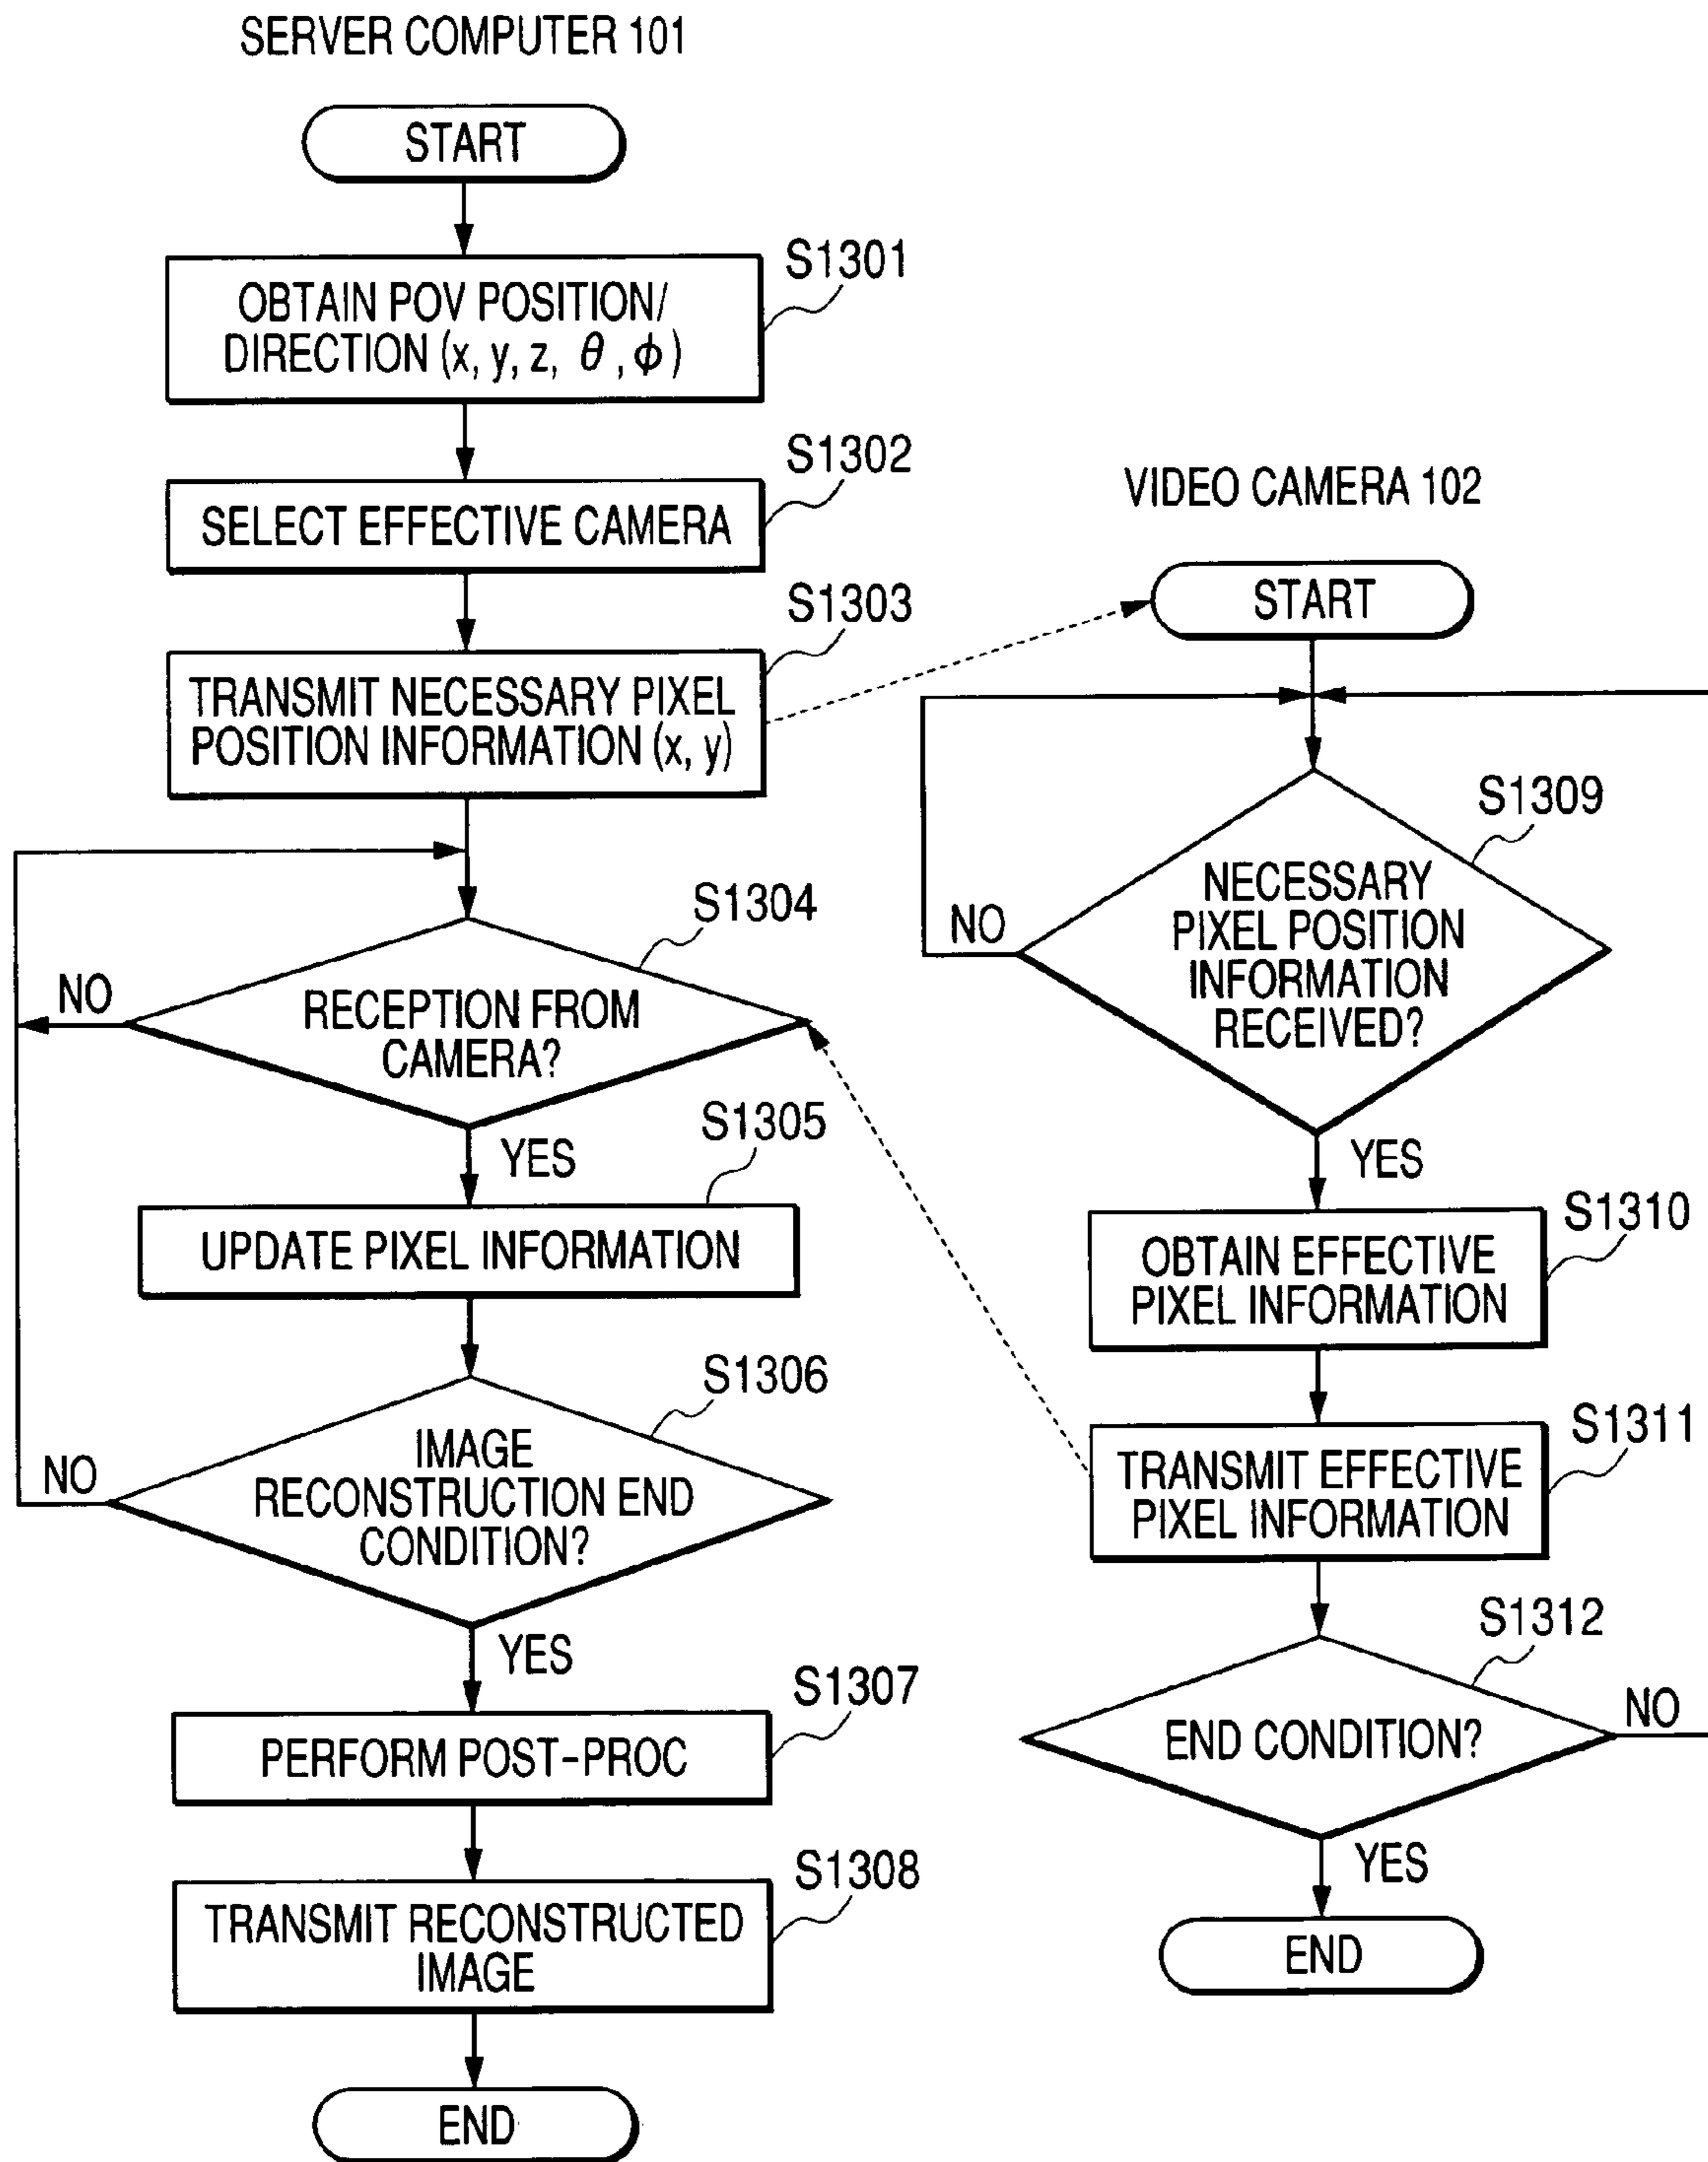 SERVER COMPUTER 101
START
S1301
OBTAIN POV POSITION/
DIRECTION (x, y, z, θ, ϕ)
S1302
SELECT EFFECTIVE CAMERA
S1303
TRANSMIT NECESSARY PIXEL
POSITION INFORMATION (x, y)
S1304
NO
RECEPTION FROM
CAMERA?
YES
S1305
UPDATE PIXEL INFORMATION
S1306
NO
IMAGE
RECONSTRUCTION END
CONDITION?
YES
S1307
PERFORM POST-PROC
S1308
TRANSMIT RECONSTRUCTED
IMAGE
END
VIDEO CAMERA 102
START
S1309
NO
NECESSARY
PIXEL POSITION
INFORMATION
RECEIVED?
YES
S1310
OBTAIN EFFECTIVE
PIXEL INFORMATION
S1311
TRANSMIT EFFECTIVE
PIXEL INFORMATION
S1312
NO
END CONDITION?
YES
END